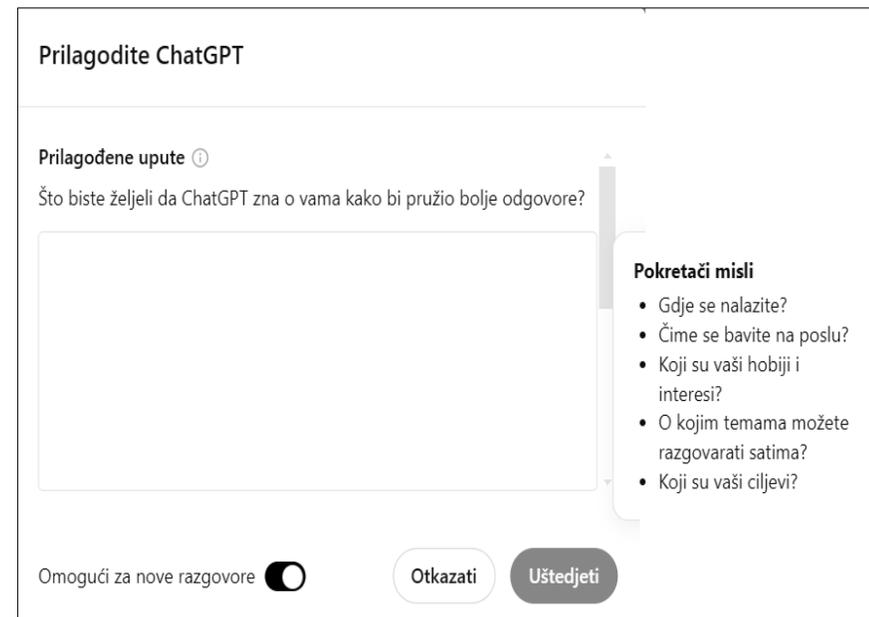 Prilagodite ChatGPT
Prilagođene upute
Što biste željeli da ChatGPT zna o vama kako bi pružio bolje odgovore?
Pokretači misli
• Gdje se nalazite?
• Čime se bavite na poslu?
• Koji su vaši hobiji i
interesi?
• O kojim temama možete
razgovarati satima?
• Koji su vaši ciljevi?
Omogući za nove razgovore
Otkazati
Uštedjeti